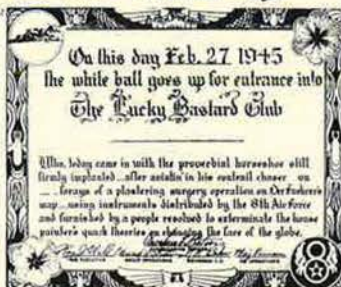 On this day Feb. 27 1945
the white ball goes up for entrance into
The Lucky Bastard Club
Who, today came in with the proverbial horseshoe still
firmly implanted...after in his contrail chaser on
forays of a plastering surgery operation on Der Fuehrer's
map...using instruments distributed by the 8th Air Force
and furnished by a people resolved to exterminate the house
painter's quack theories on changing the face of the globe.
8